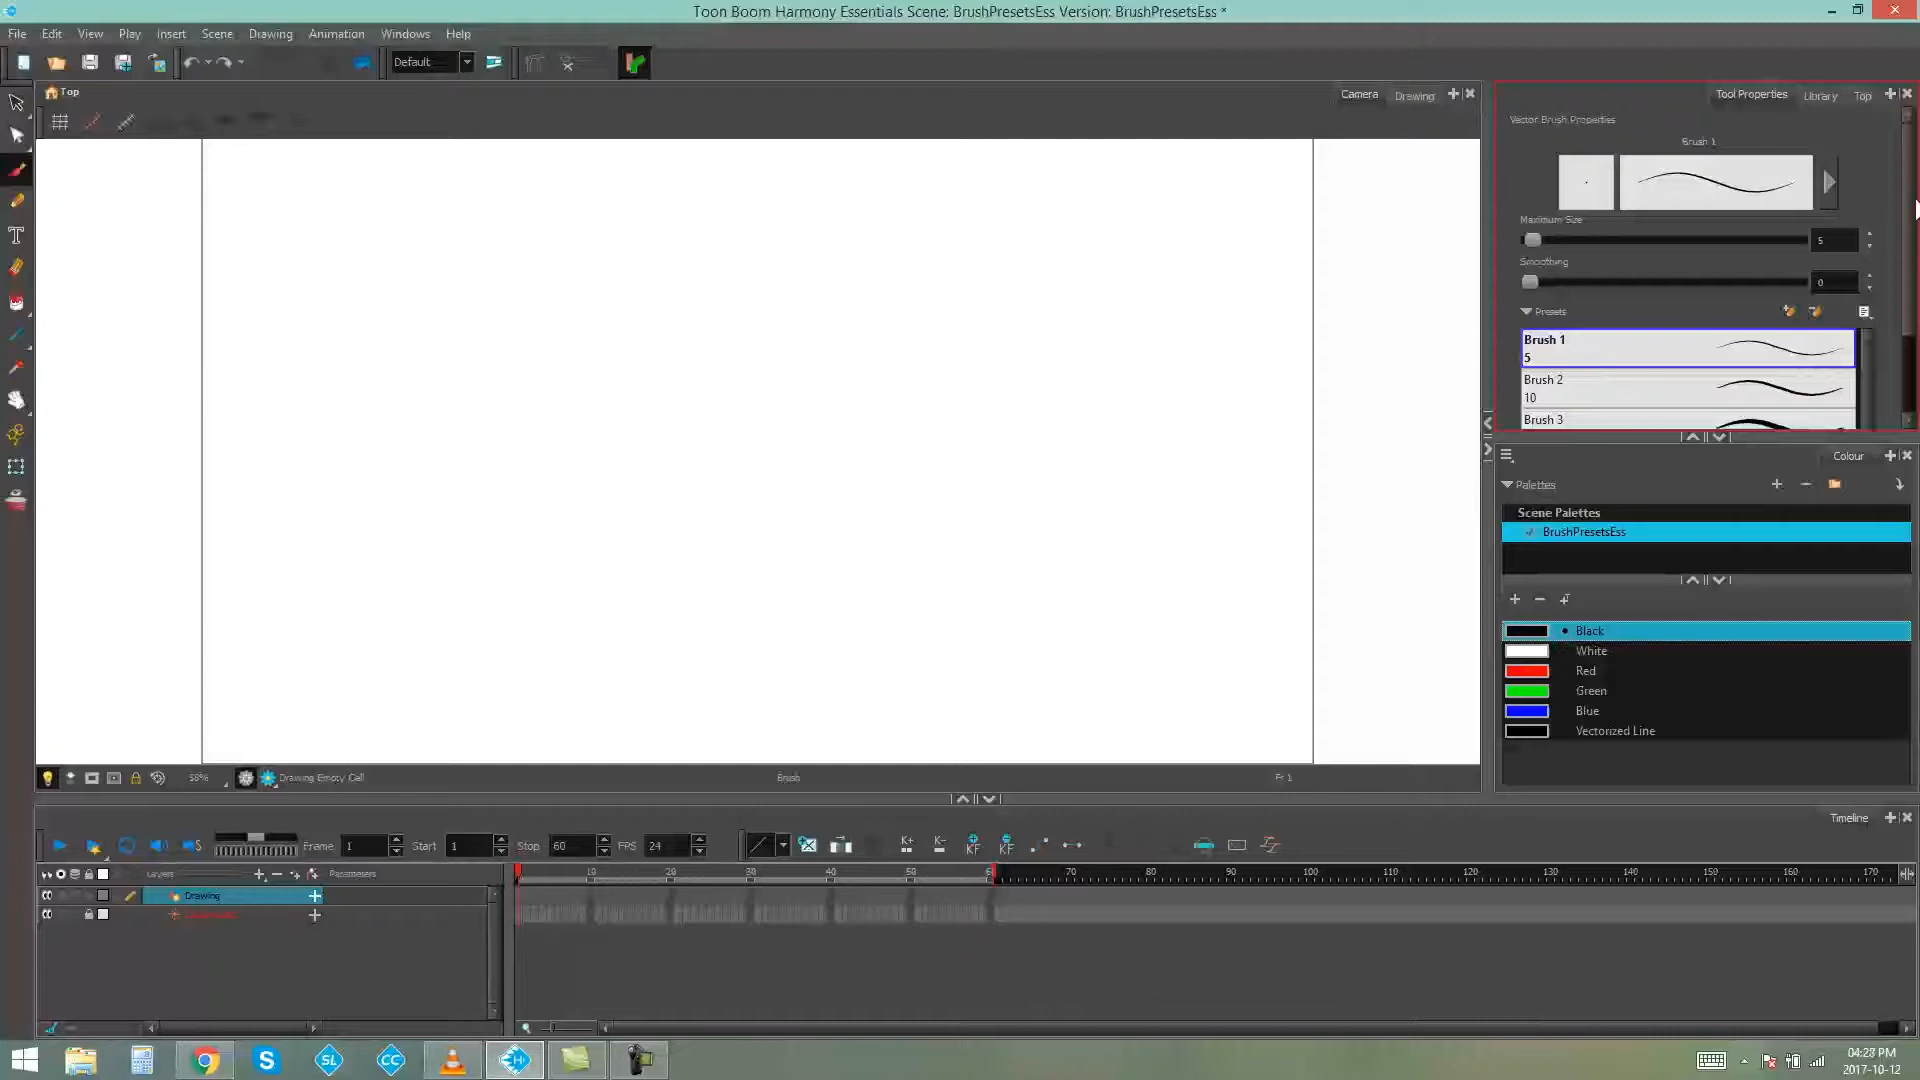 Toon Boom Harmony Essentials Scene: BrushPresetsEss Version: BrushPresetsEss *
File Edit View Play Insert Scene Drawing Animation Windows Help
Default
Top
Camera Drawing
Tool Properties Library Top
Vector Brush Properties
Brush 1
Maximum Size
5
Smoothing
0
Presets
Brush 1
5
Brush 2
10
Brush 3
Colour
Palettes
Scene Palettes
BrushPresetsEss
Black
White
Red
Green
Blue
Vectorized Line
58% Drawing Empty Cell Brush Fr 1
Timeline
Frame 1 Start 1 Stop 60 FPS 24
K+ K- KF KF
Layers Parameters
10 20 30 40 50 70 80 90 100 110 120 130 140 150 160 170
Drawing
S SL CC H
04:28 PM
2017-10-12